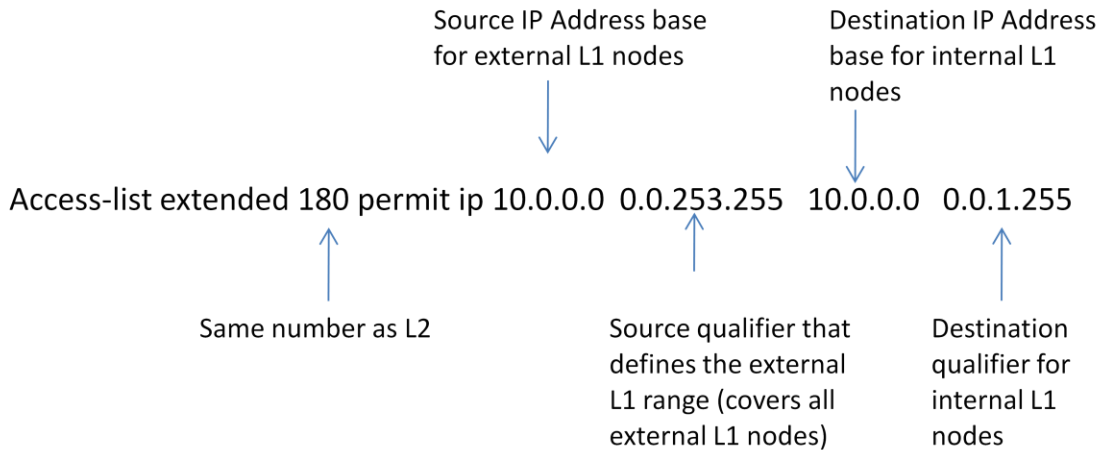 Source IP Address base
for external L1 nodes
Destination IP Address
base for internal L1
nodes
Access-list extended 180 permit ip 10.0.0.0 0.0.253.255 10.0.0.0 0.0.1.255
Same number as L2
Source qualifier that
defines the external
L1 range (covers all
external L1 nodes)
Destination
qualifier for
internal L1
nodes